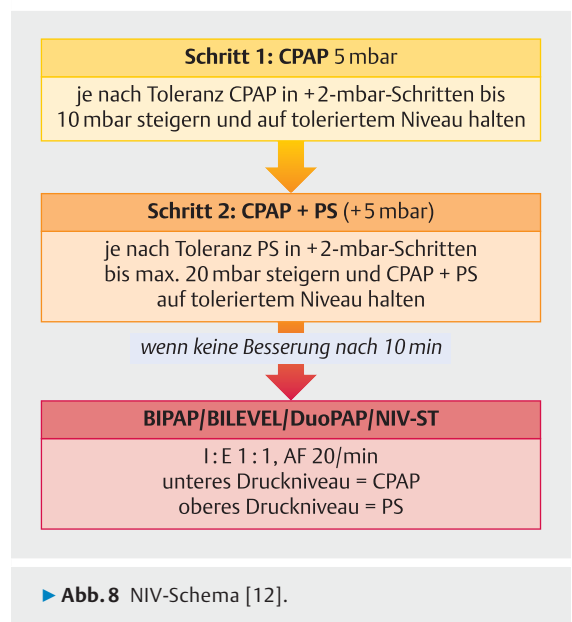 Schritt 1: CPAP 5 mbar
je nach Toleranz CPAP in +2-mbar-Schritten bis
10 mbar steigern und auf toleriertem Niveau halten
Schritt 2: CPAP + PS (+5 mbar)
je nach Toleranz PS in +2-mbar-Schritten
bis max. 20 mbar steigern und CPAP + PS
auf toleriertem Niveau halten
wenn keine Besserung nach 10 min
BIPAP/BILEVEL/DuoPAP/NIV-ST
I : E 1 : 1, AF 20/min
unteres Druckniveau = CPAP
oberes Druckniveau = PS
▶ Abb. 8 NIV-Schema [12].